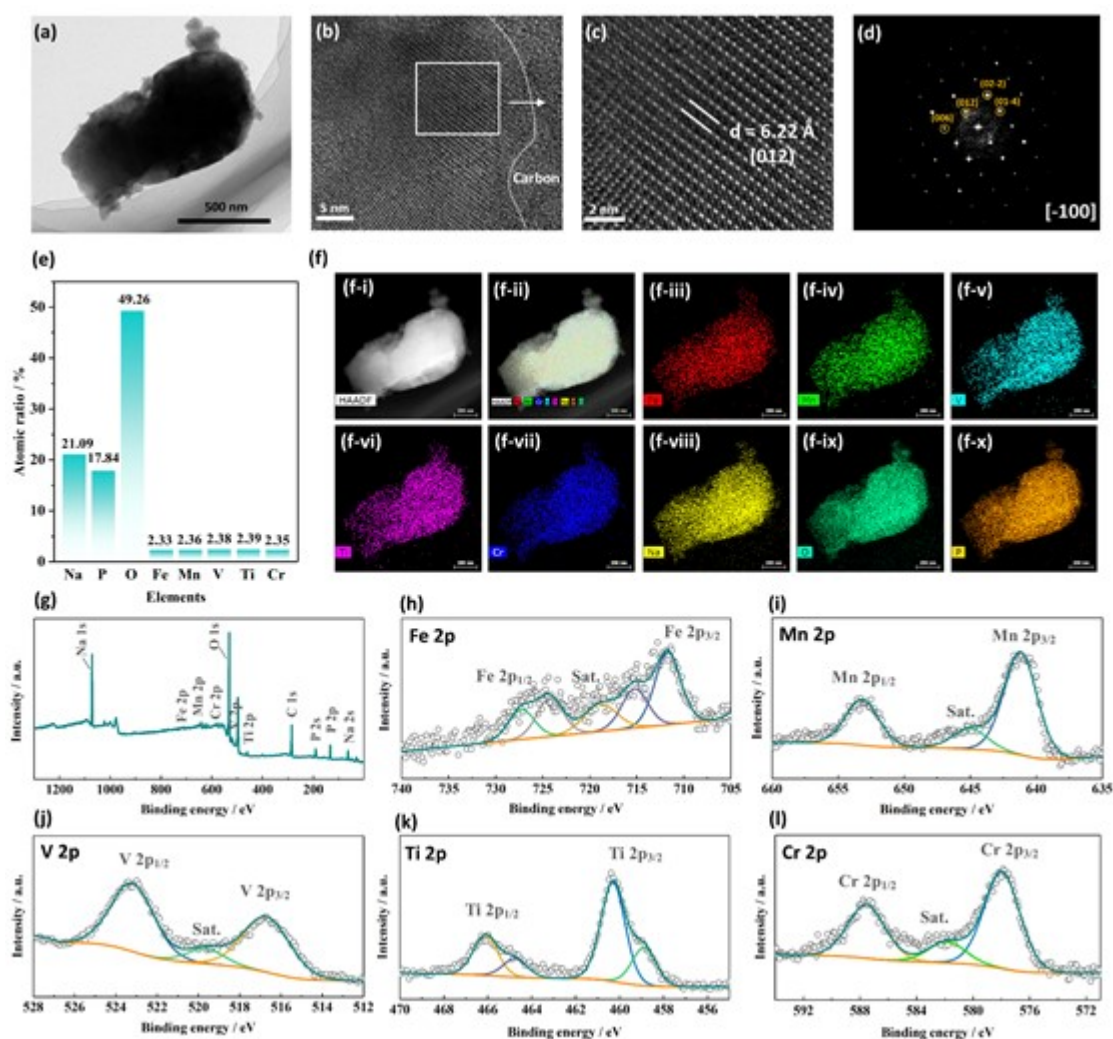 (a)
500 nm
(b)
Carbon
5 nm
(c)
d = 6.22 Å
[012]
2 nm
(d)
(02-2)
(012)
(01-4)
(006)
[-100]
(e)
Atomic ratio / %
50
40
30
20
10
0
21.09
17.84
49.26
2.33
2.36
2.38
2.39
2.35
Na P O Fe Mn V Ti Cr
Elements
(f)
(f-i)
HAADF
(f-ii)
HAADF
(f-iii)
(f-iv)
Mn
(f-v)
V
(f-vi)
Ti
(f-vii)
Cr
(f-viii)
Na
(f-ix)
O
(f-x)
P
(g)
Intensity / a.u.
Na 1s
Fe 2p
Mn 2p
Cr 2p
O 1s
Ti 2p
C 1s
P 2s
P 2p
Na 2s
1200 1000 800 600 400 200
Binding energy / eV
(h)
Fe 2p
Intensity / a.u.
Fe 2p1/2
Sat.
Fe 2p3/2
740 735 730 725 720 715 710 705
Binding energy / eV
(i)
Mn 2p
Intensity / a.u.
Mn 2p1/2
Sat.
Mn 2p3/2
660 655 650 645 640 635
Binding energy / eV
(j)
V 2p
Intensity / a.u.
V 2p1/2
Sat.
V 2p3/2
528 524 520 516 512
Binding energy / eV
(k)
Ti 2p
Intensity / a.u.
Ti 2p1/2
Ti 2p3/2
470 468 466 464 462 460 458 456
Binding energy / eV
(l)
Cr 2p
Intensity / a.u.
Cr 2p1/2
Sat.
Cr 2p3/2
592 588 584 580 576 572
Binding energy / eV